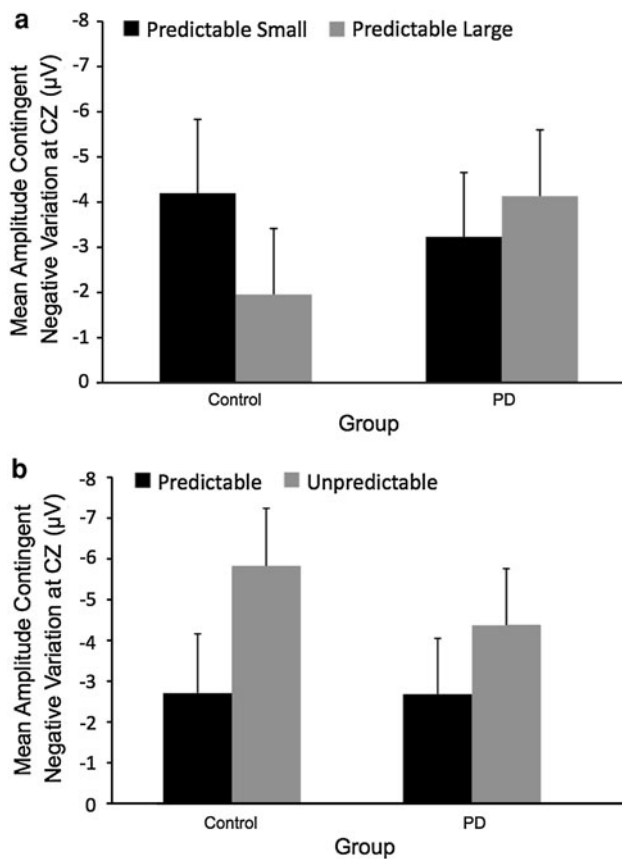 a
Predictable Small Predictable Large
Mean Amplitude Contingent
Negative Variation at CZ (µV)
-8
-7
-6
-5
-4
-3
-2
-1
0
Control PD
Group
b
Predictable Unpredictable
Mean Amplitude Contingent
Negative Variation at CZ (µV)
-8
-7
-6
-5
-4
-3
-2
-1
0
Control PD
Group